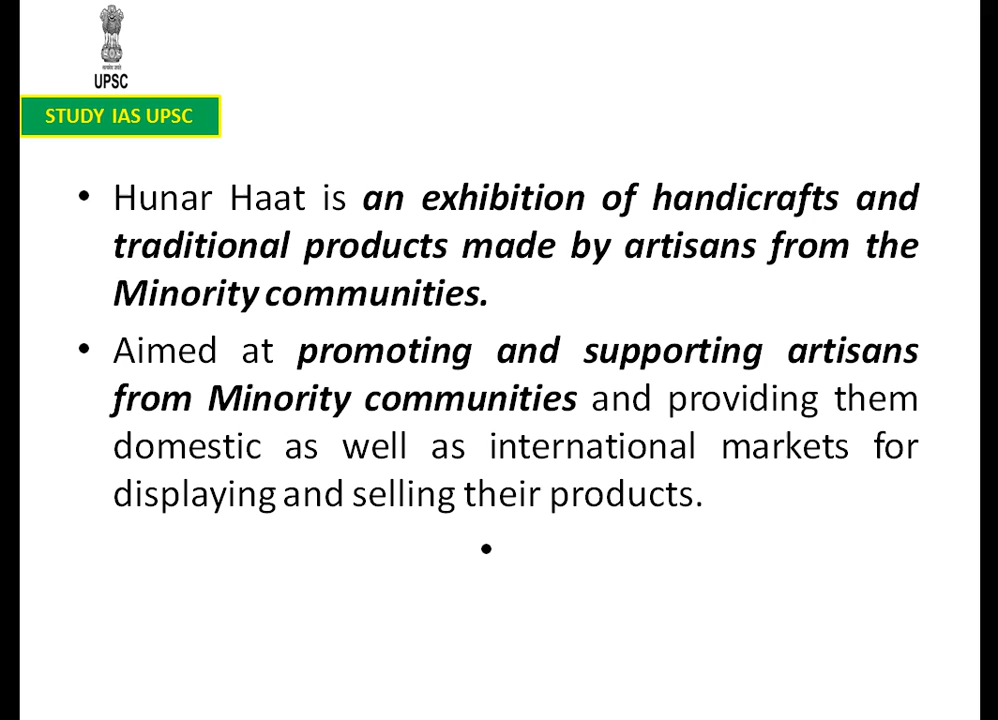 UPSC
STUDY IAS UPSC
• Hunar Haat is an exhibition of handicrafts and
traditional products made by artisans from the
Minority communities.
• Aimed at promoting and supporting artisans
from Minority communities and providing them
domestic as well as international markets for
displaying and selling their products.
•